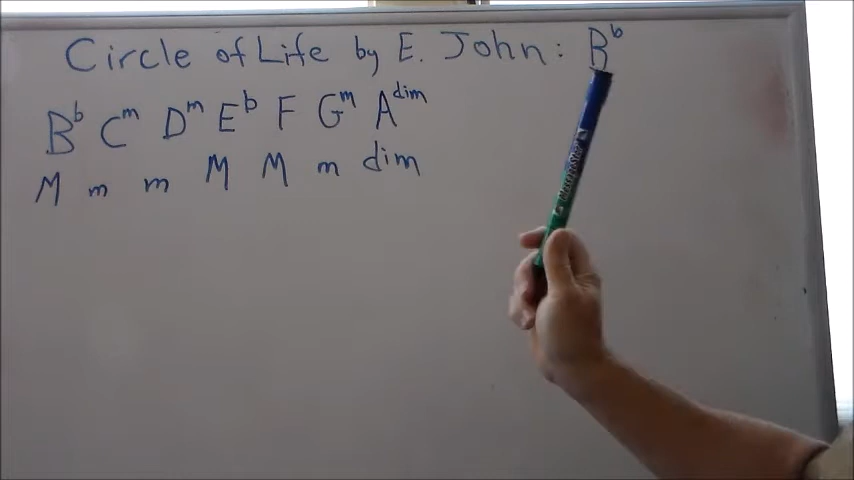 Circle of Life by E. John: B♭
B♭ Cm Dm E♭ F Gm Adim
M m m M M m dim